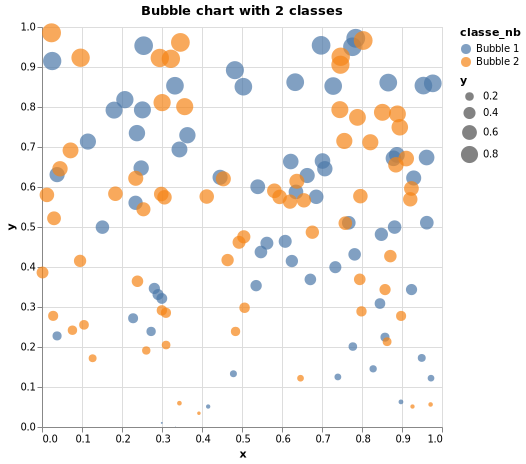 Bubble chart with 2 classes
1.0
0.9
0.8
0.7
0.6
0.5
0.4
0.3
0.2
0.1
0.0
y
0.0 0.1 0.2 0.3 0.4 0.5 0.6 0.7 0.8 0.9 1.0
x
classe_nb
Bubble 1
Bubble 2
y
0.2
0.4
0.6
0.8